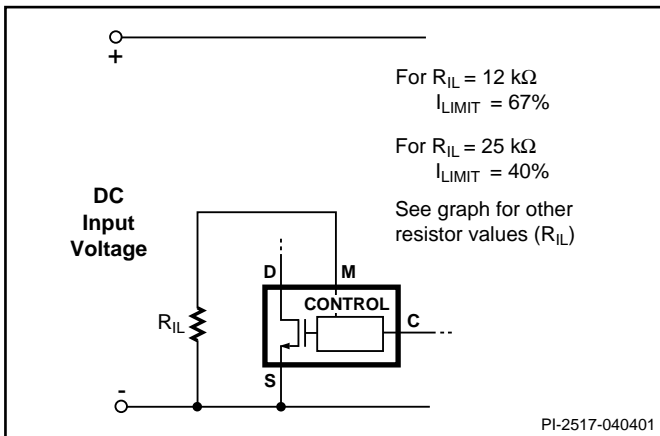 +
For R_IL = 12 kΩ
I_LIMIT = 67%
For R_IL = 25 kΩ
I_LIMIT = 40%
See graph for other
resistor values (R_IL)
DC
Input
Voltage
D
M
CONTROL
C
R_IL
S
-
PI-2517-040401